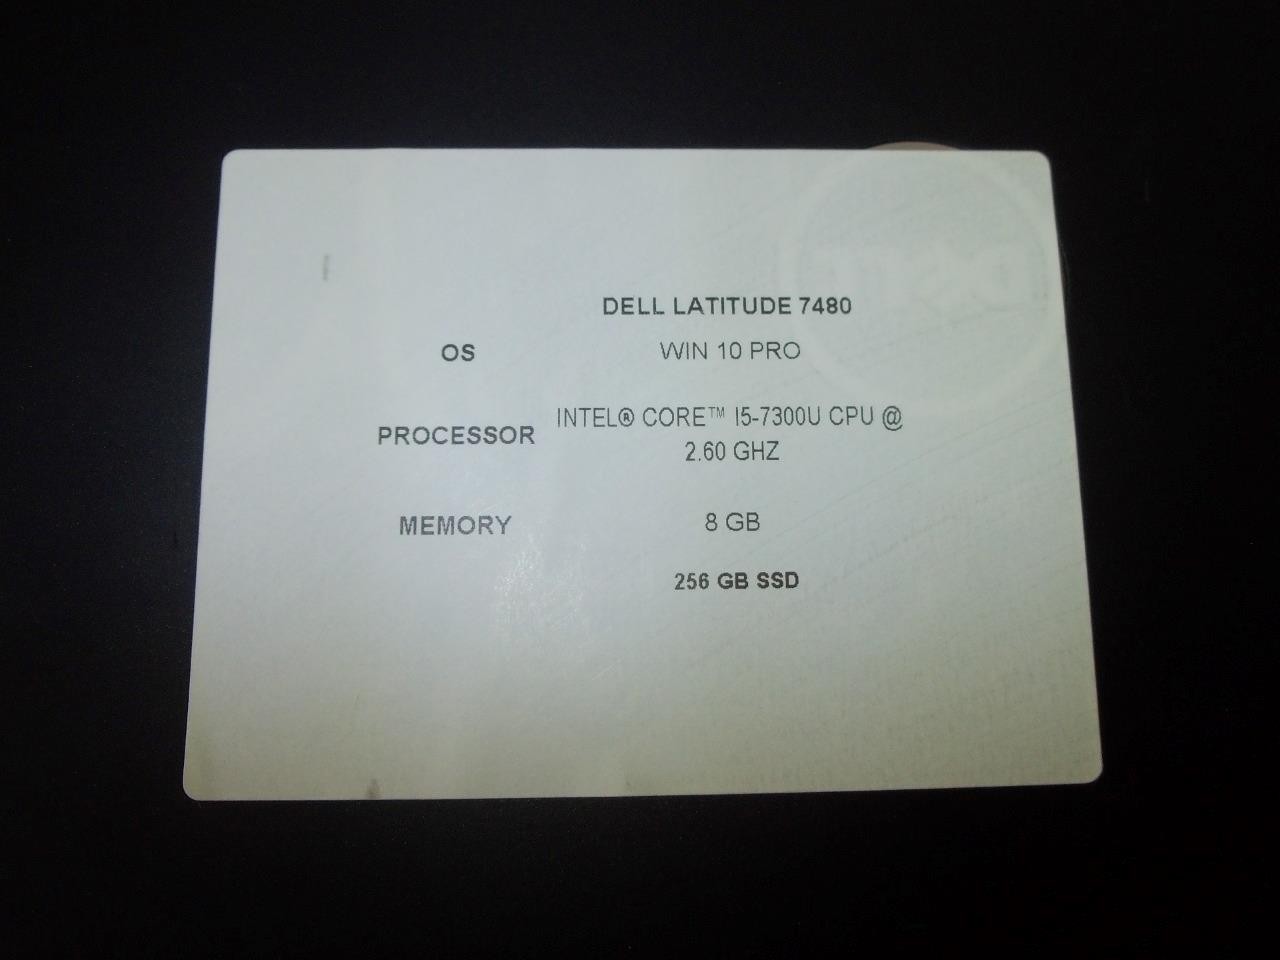 DELL LATITUDE 7480
OS WIN 10 PRO
PROCESSOR INTEL® CORE™ I5-7300U CPU @
2.60 GHZ
MEMORY 8 GB
256 GB SSD